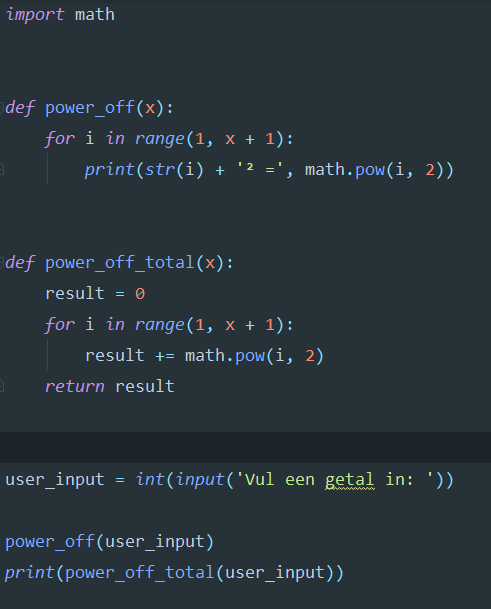 import math
def power_off(x):
    for i in range(1, x + 1):
        print(str(i) + '² =', math.pow(i, 2))
def power_off_total(x):
    result = 0
    for i in range(1, x + 1):
        result += math.pow(i, 2)
    return result
user_input = int(input('Vul een getal in: '))
power_off(user_input)
print(power_off_total(user_input))